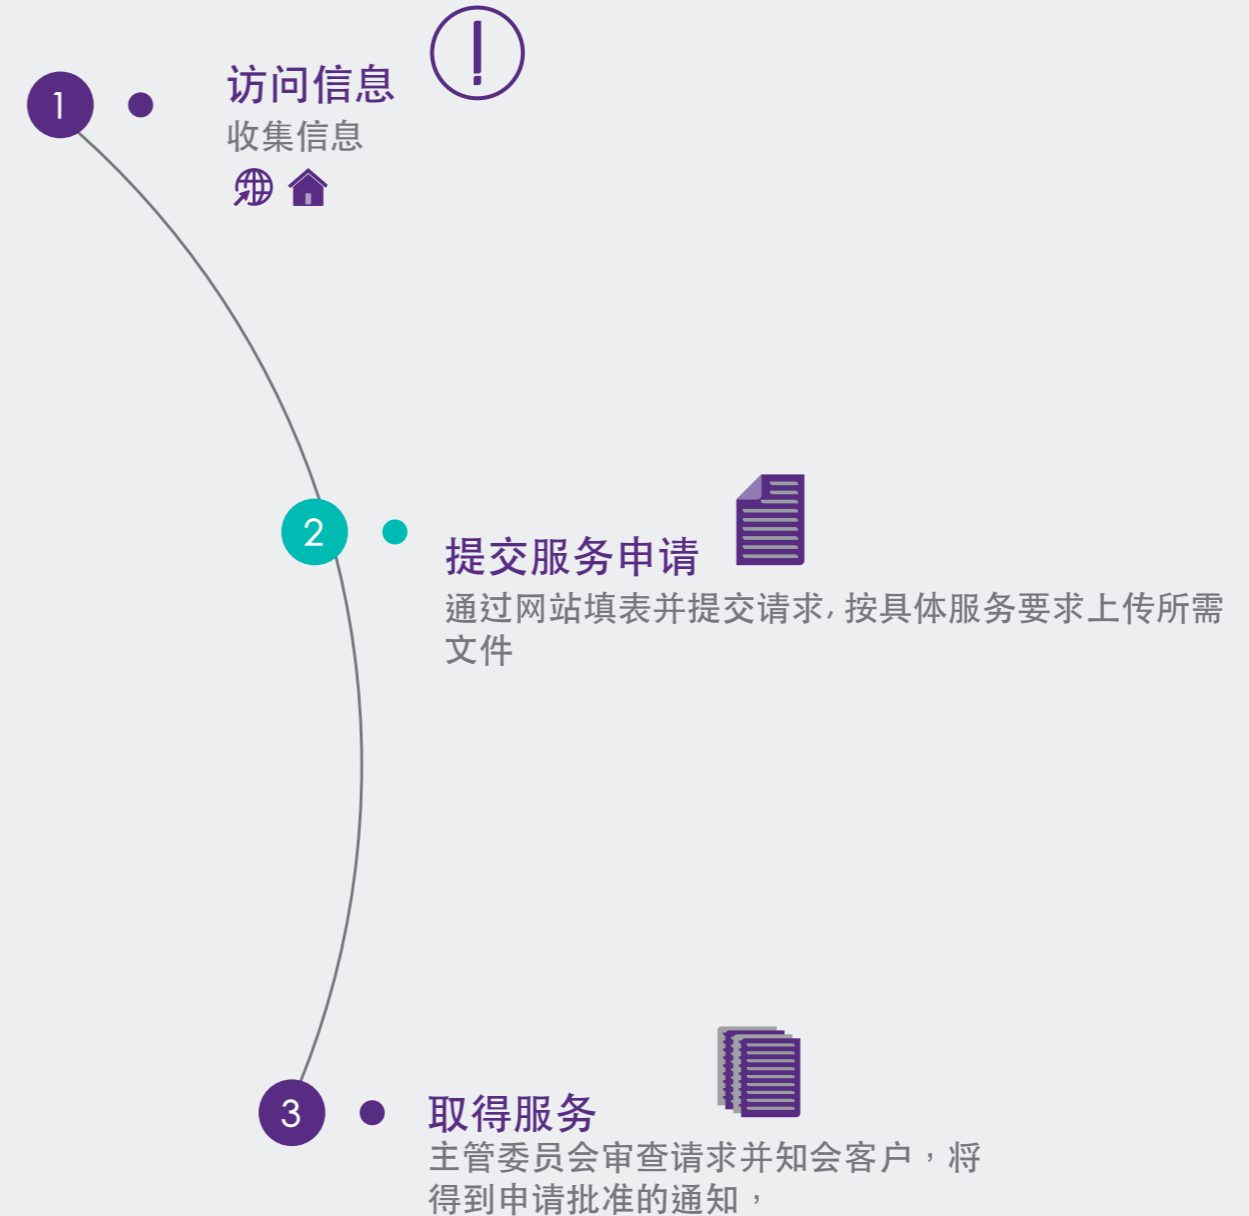 1
访问信息
收集信息
2
提交服务申请
通过网站填表并提交请求, 按具体服务要求上传所需
文件
3
取得服务
主管委员会审查请求并知会客户，将
得到申请批准的通知，